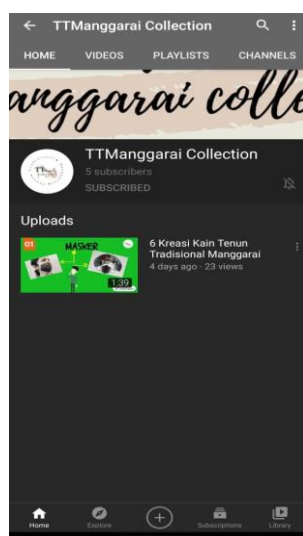 TTManggarai Collection
HOME VIDEOS PLAYLISTS CHANNELS
anggarai colle
TTManggarai Collection
5 subscribers
SUBSCRIBED
Uploads
01 MASKER
1:39
6 Kreasi Kain Tenun
Tradisional Manggarai
4 days ago · 23 views
Home Explore Subscriptions Library